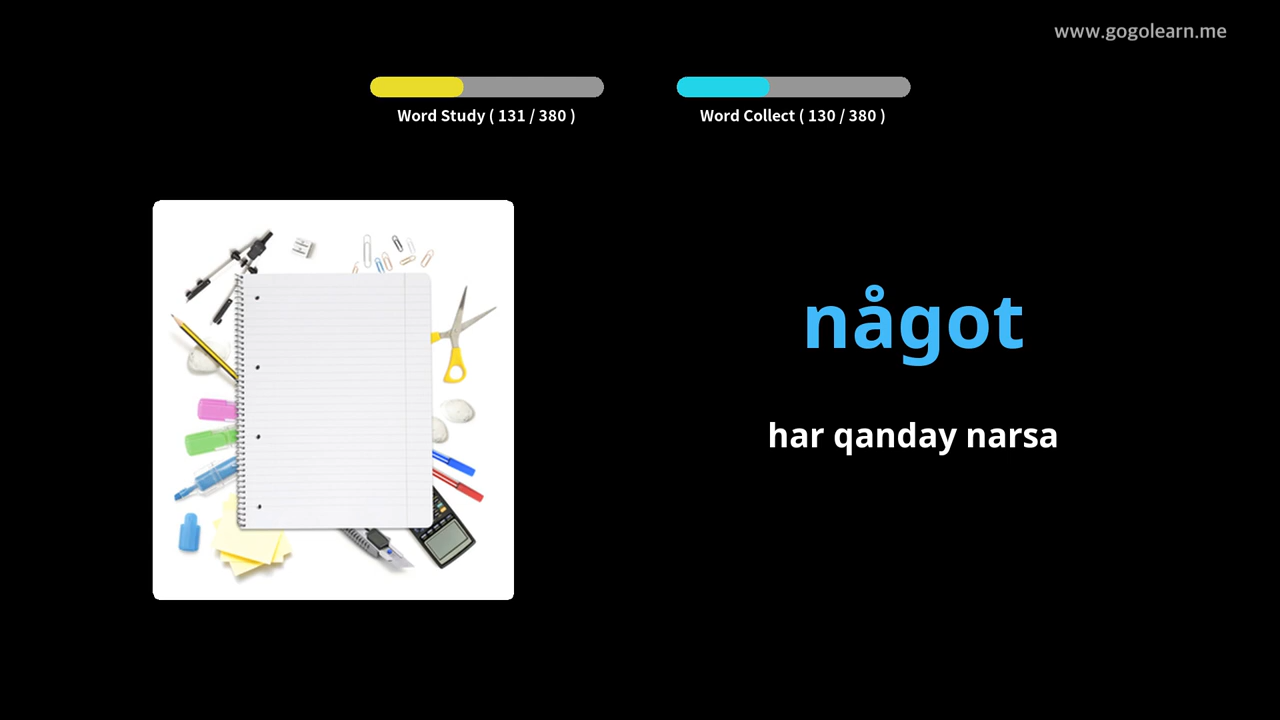 www.gogolearn.me
Word Study ( 131 / 380 )
Word Collect ( 130 / 380 )
något
har qanday narsa